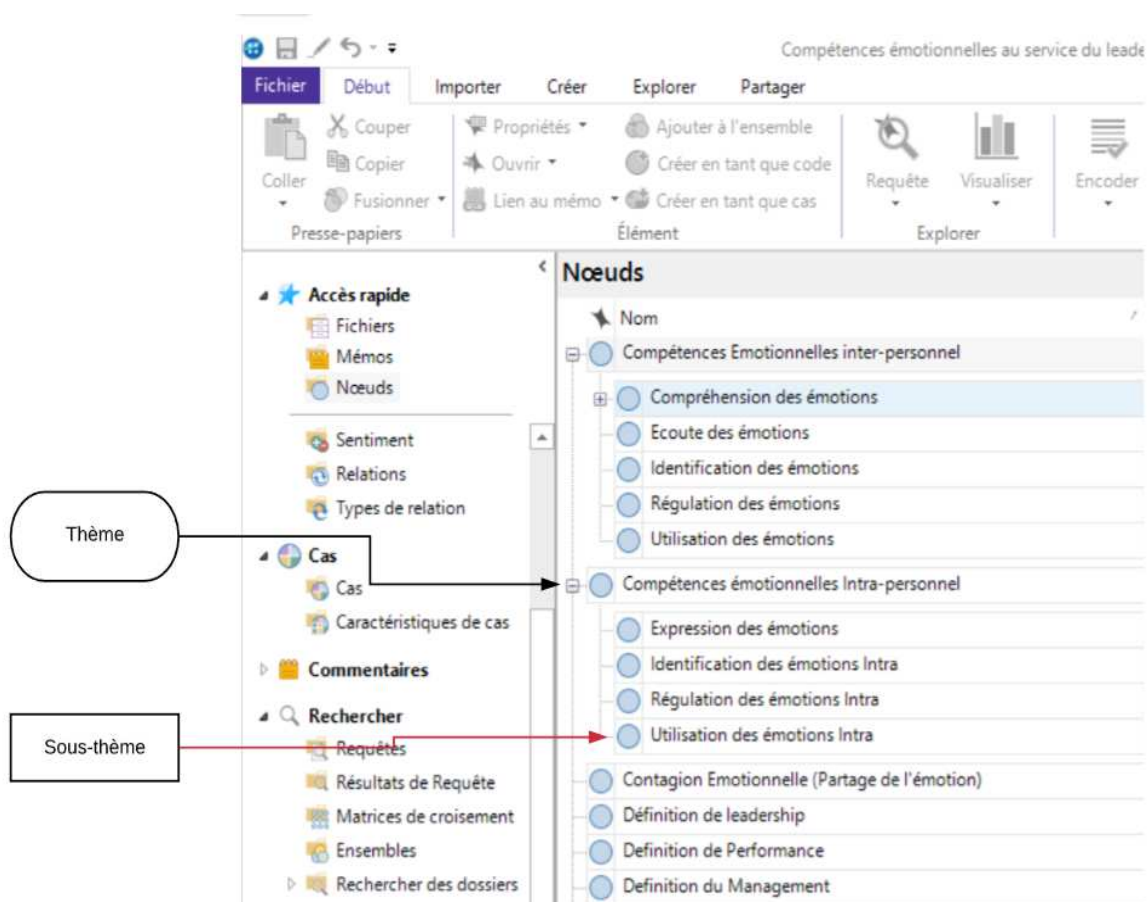 Compétences émotionnelles au service du leade
Fichier Début Importer Créer Explorer Partager
Coller
Couper
Copier
Fusionner
Presse-papiers
Propriétés
Ouvrir
Lien au mémo
Ajouter à l'ensemble
Créer en tant que code
Créer en tant que cas
Élément
Requête
Visualiser
Explorer
Encoder
Accès rapide
Fichiers
Mémos
Nœuds
Sentiment
Relations
Types de relation
Cas
Cas
Caractéristiques de cas
Commentaires
Rechercher
Requêtes
Résultats de Requête
Matrices de croisement
Ensembles
Rechercher des dossiers
Thème
Sous-thème
Nœuds
Nom
Compétences Emotionnelles inter-personnel
Compréhension des émotions
Ecoute des émotions
Identification des émotions
Régulation des émotions
Utilisation des émotions
Compétences émotionnelles Intra-personnel
Expression des émotions
Identification des émotions Intra
Régulation des émotions Intra
Utilisation des émotions Intra
Contagion Emotionnelle (Partage de l'émotion)
Définition de leadership
Definition de Performance
Definition du Management